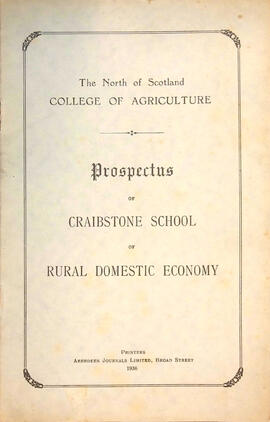 The North of Scotland
COLLEGE OF AGRICULTURE
Prospectus
OF
CRAIBSTONE SCHOOL
OF
RURAL DOMESTIC ECONOMY
PRINTERS
ABERDEEN JOURNALS LIMITED, BROAD STREET
1936